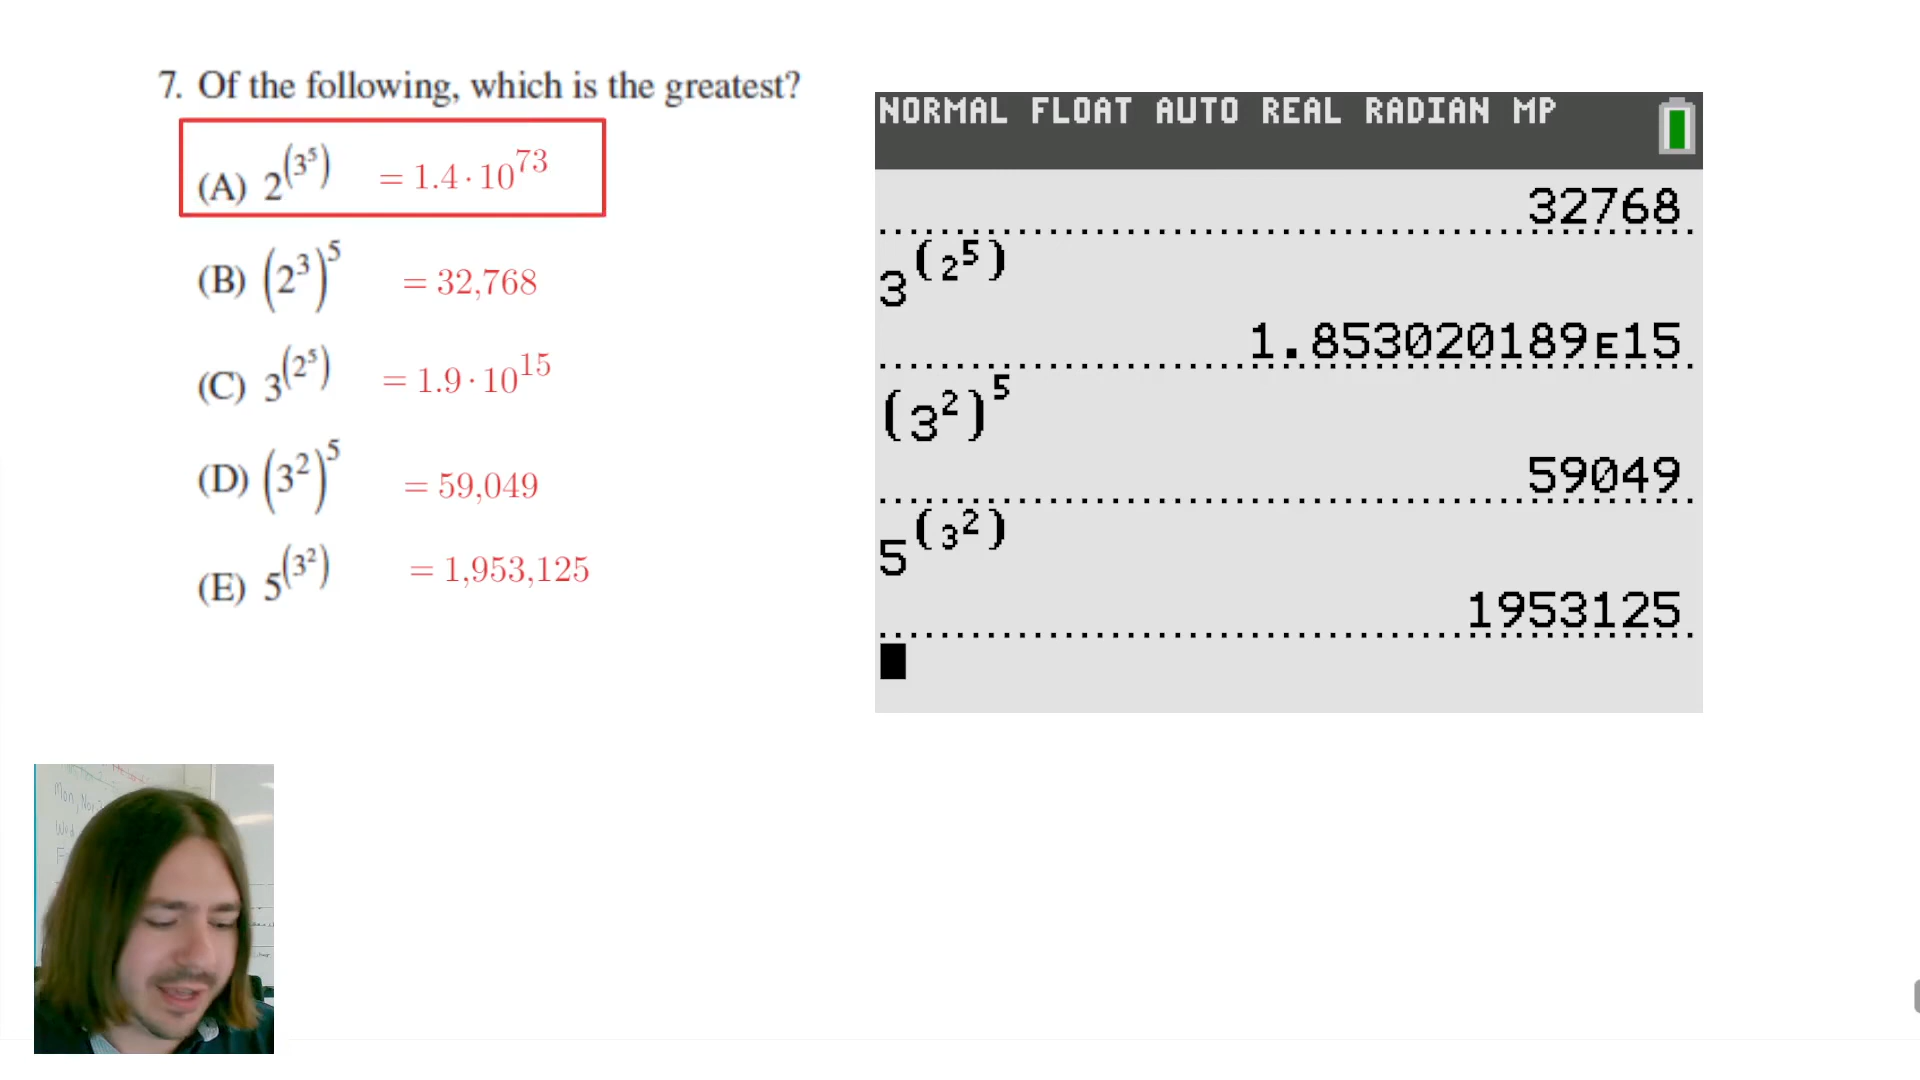 7. Of the following, which is the greatest?
(A) 2^(3^5) = 1.4 · 10^73
(B) (2^3)^5 = 32,768
(C) 3^(2^5) = 1.9 · 10^15
(D) (3^2)^5 = 59,049
(E) 5^(3^2) = 1,953,125
NORMAL FLOAT AUTO REAL RADIAN MP
32768
3^(2^5)
1.853020189E15
(3^2)^5
59049
5^(3^2)
1953125
Mon, Nov
Wed